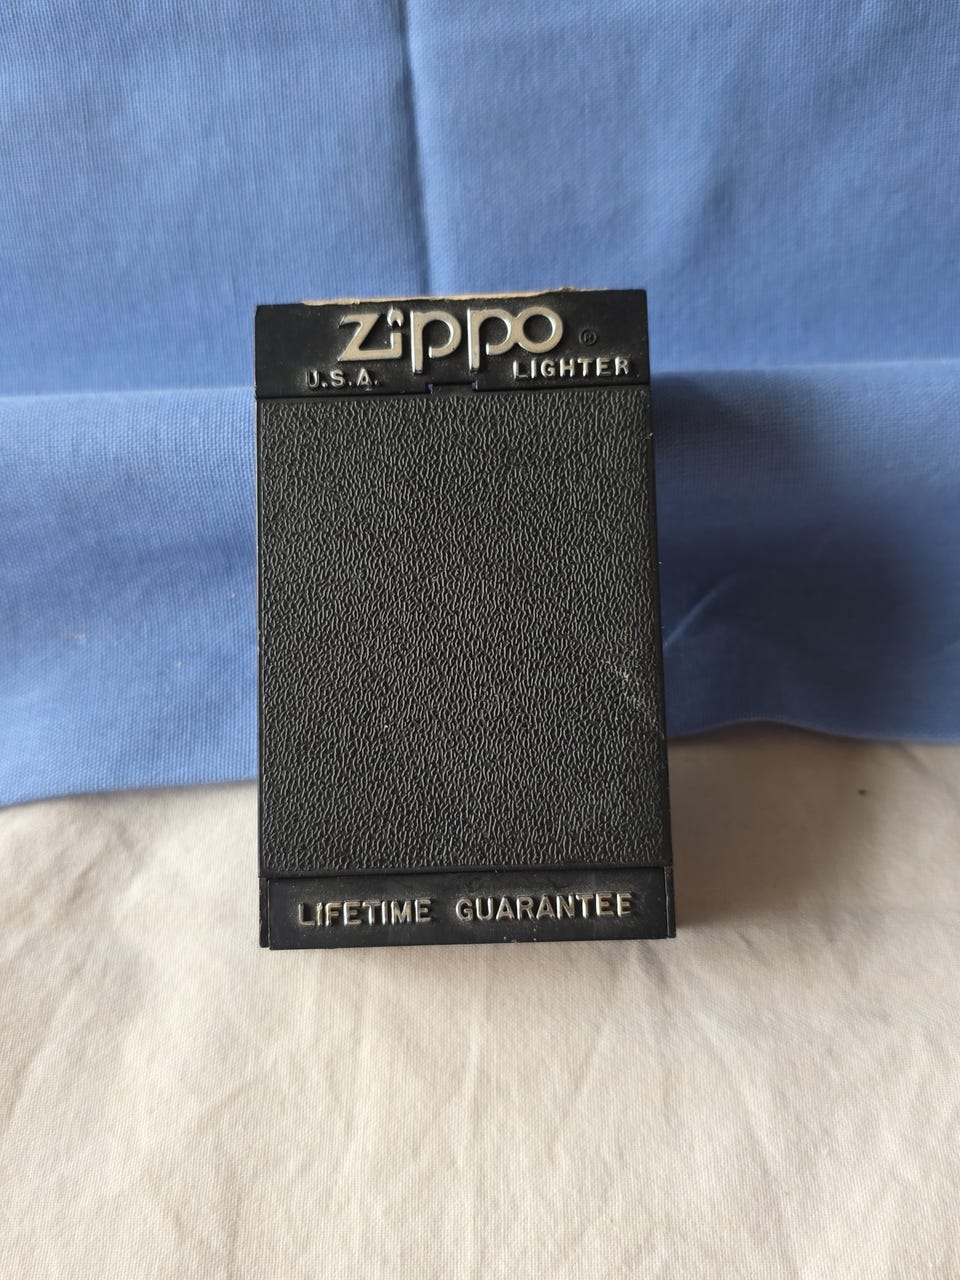 Zippo ®
U.S.A. LIGHTER
LIFETIME GUARANTEE